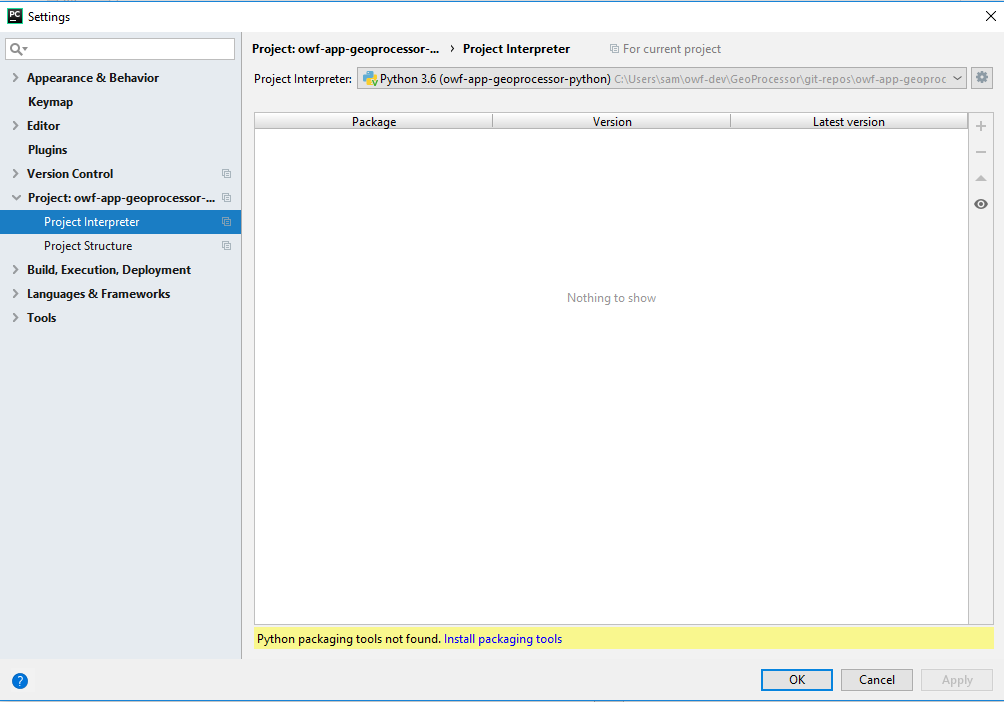 PC Settings
Project: owf-app-geoprocessor-... › Project Interpreter For current project
Project Interpreter: Python 3.6 (owf-app-geoprocessor-python) C:\Users\sam\owf-dev\GeoProcessor\git-repos\owf-app-geoproc
Appearance & Behavior
Keymap
Editor
Plugins
Version Control
Project: owf-app-geoprocessor-...
Project Interpreter
Project Structure
Build, Execution, Deployment
Languages & Frameworks
Tools
Package Version Latest version
Nothing to show
Python packaging tools not found. Install packaging tools
? OK Cancel Apply